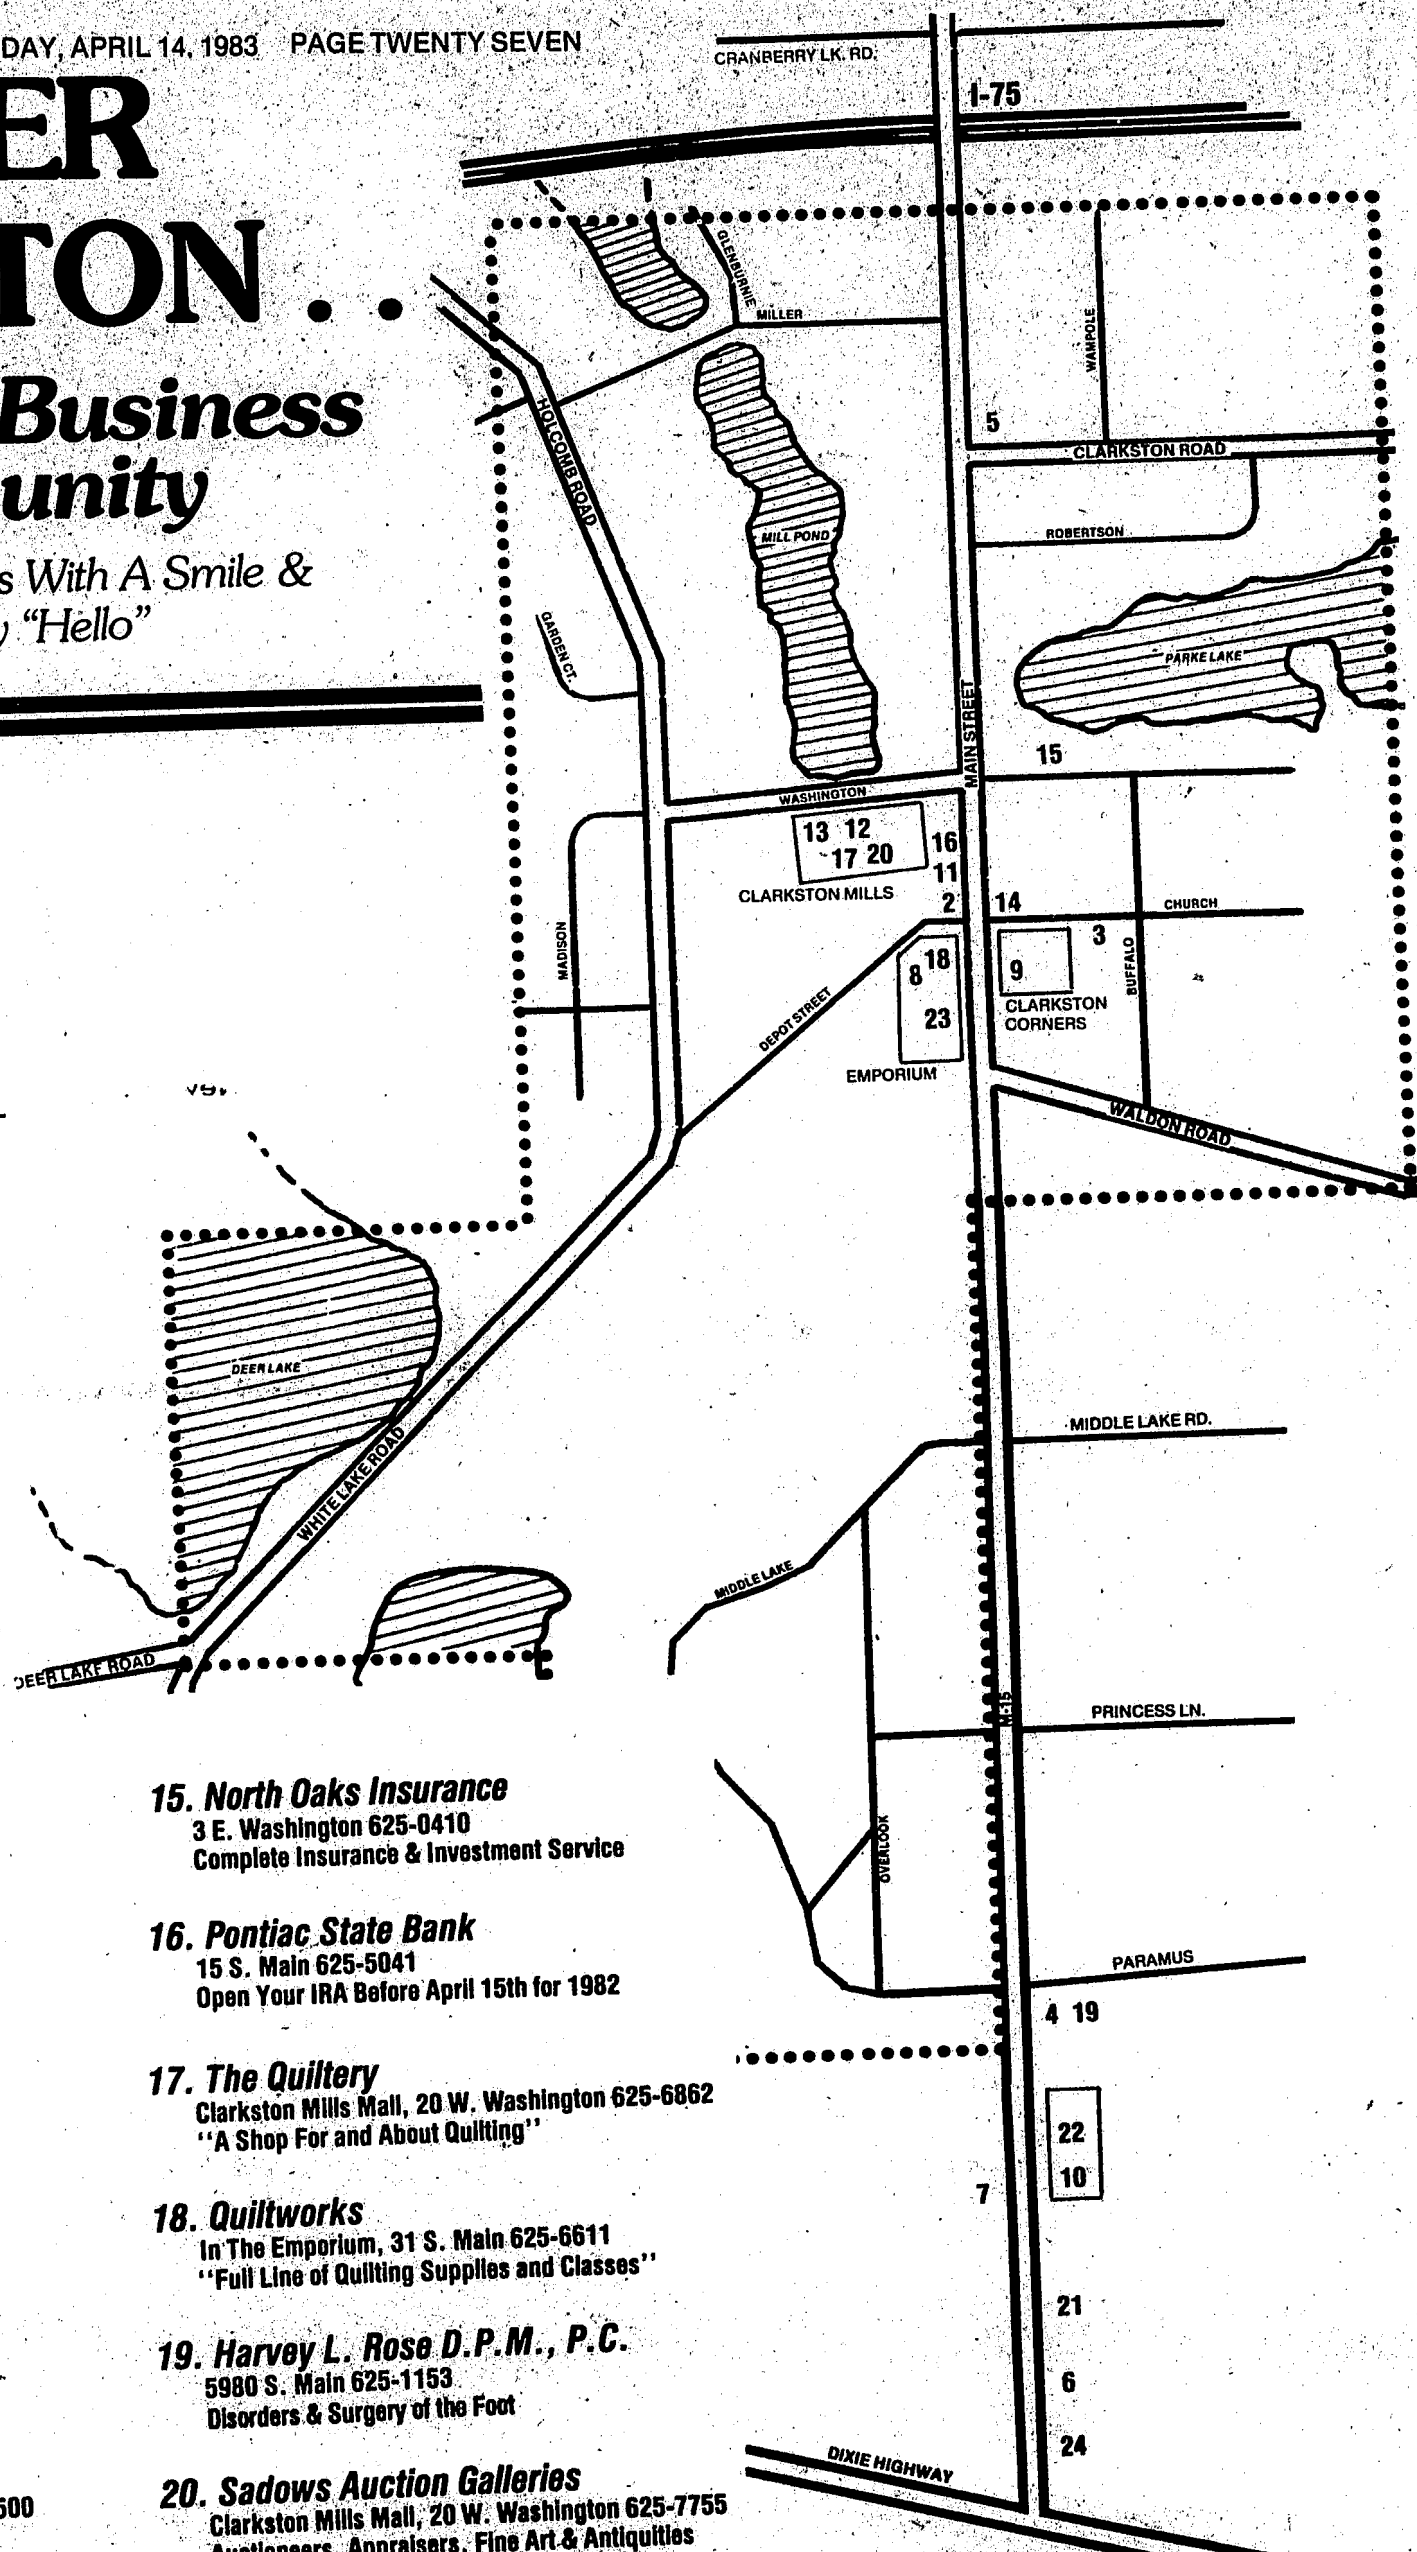 DAY, APRIL 14, 1983 PAGE TWENTY SEVEN
ER
TON . .
Business
unity
s With A Smile &
"Hello"
CRANBERRY LK. RD.
I-75
GLENBURNIE
MILLER
WAMPOLE
HOLCOMB ROAD
5
CLARKSTON ROAD
ROBERTSON
MILL POND
GARDEN CT.
PARKE LAKE
MAIN STREET
15
WASHINGTON
13 12
17 20
16
11
2
CLARKSTON MILLS
14
CHURCH
3
MADISON
BUFFALO
8 18
23
9
CLARKSTON
CORNERS
DEPOT STREET
EMPORIUM
WALDON ROAD
DEER LAKE
WHITE LAKE ROAD
MIDDLE LAKE RD.
MIDDLE LAKE
DEER LAKE ROAD
M-15
PRINCESS LN.
OVERLOOK
PARAMUS
4 19
22
10
7
21
6
24
DIXIE HIGHWAY
15. North Oaks Insurance
3 E. Washington 625-0410
Complete Insurance & Investment Service
16. Pontiac State Bank
15 S. Main 625-5041
Open Your IRA Before April 15th for 1982
17. The Quiltery
Clarkston Mills Mall, 20 W. Washington 625-6862
''A Shop For and About Quilting''
18. Quiltworks
In The Emporium, 31 S. Main 625-6611
''Full Line of Quilting Supplies and Classes''
19. Harvey L. Rose D.P.M., P.C.
5980 S. Main 625-1153
Disorders & Surgery of the Foot
20. Sadows Auction Galleries
Clarkston Mills Mall, 20 W. Washington 625-7755
Auctioneers, Appraisers, Fine Art & Antiquities
500